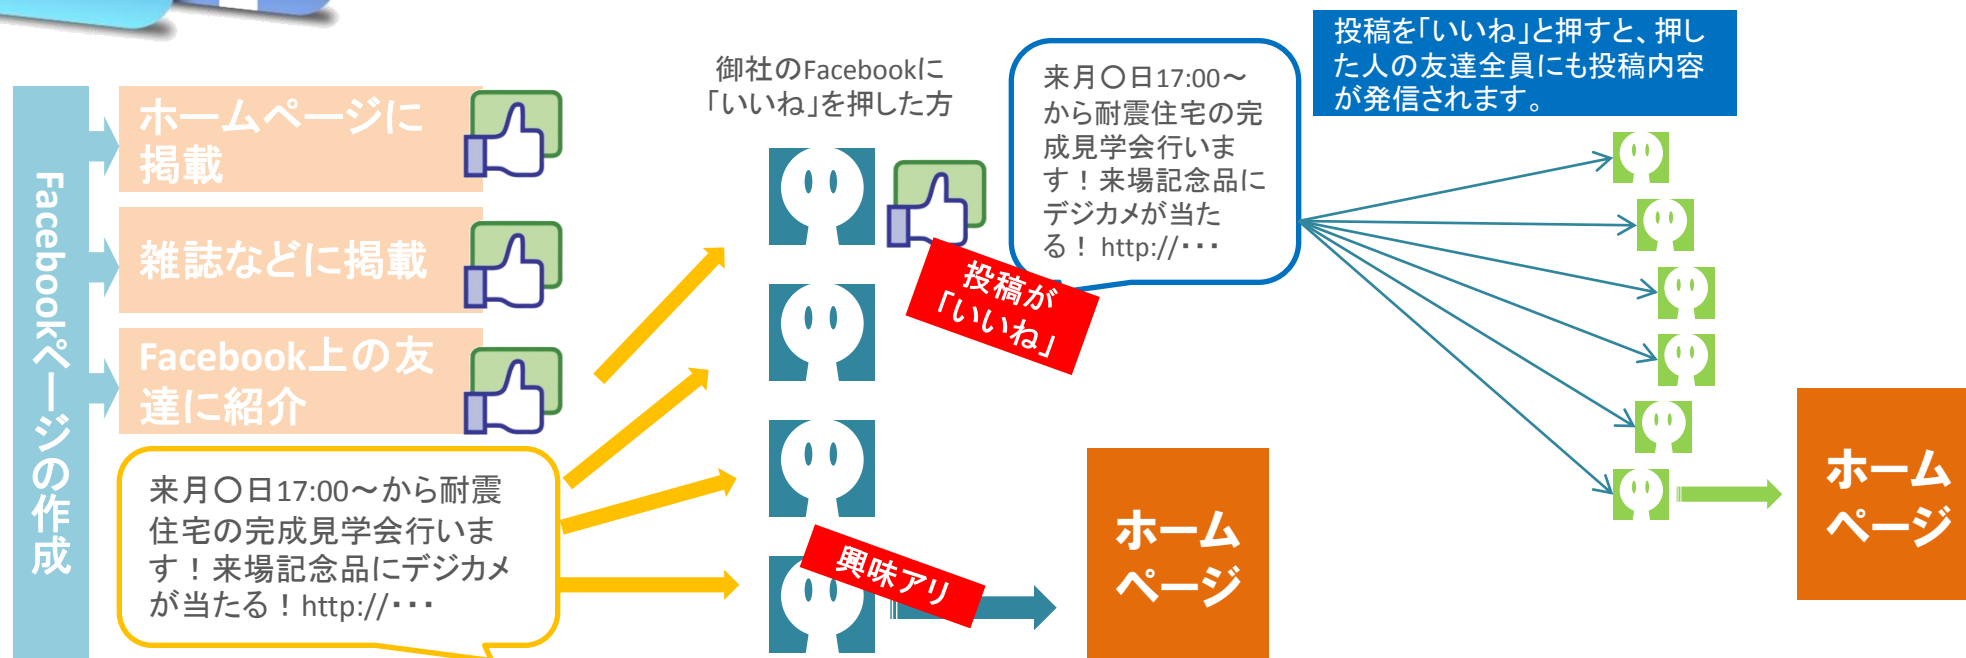 Facebookページの作成
ホームページに
掲載
雑誌などに掲載
Facebook上の友
達に紹介
来月〇日17:00～から耐震
住宅の完成見学会行いま
す！来場記念品にデジカメ
が当たる！http://・・・
御社のFacebookに
「いいね」を押した方
投稿が
「いいね」
興味アリ
ホーム
ページ
来月〇日17:00～
から耐震住宅の完
成見学会行いま
す！来場記念品に
デジカメが当た
る！ http://・・・
投稿を「いいね」と押すと、押し
た人の友達全員にも投稿内容
が発信されます。
ホーム
ページ